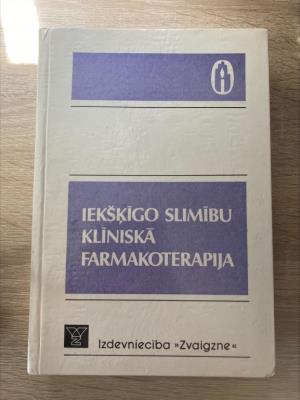 IEKŠĶĪGO SLIMĪBU
KLĪNISKĀ
FARMAKOTERAPIJA
Izdevniecība »Zvaigzne«